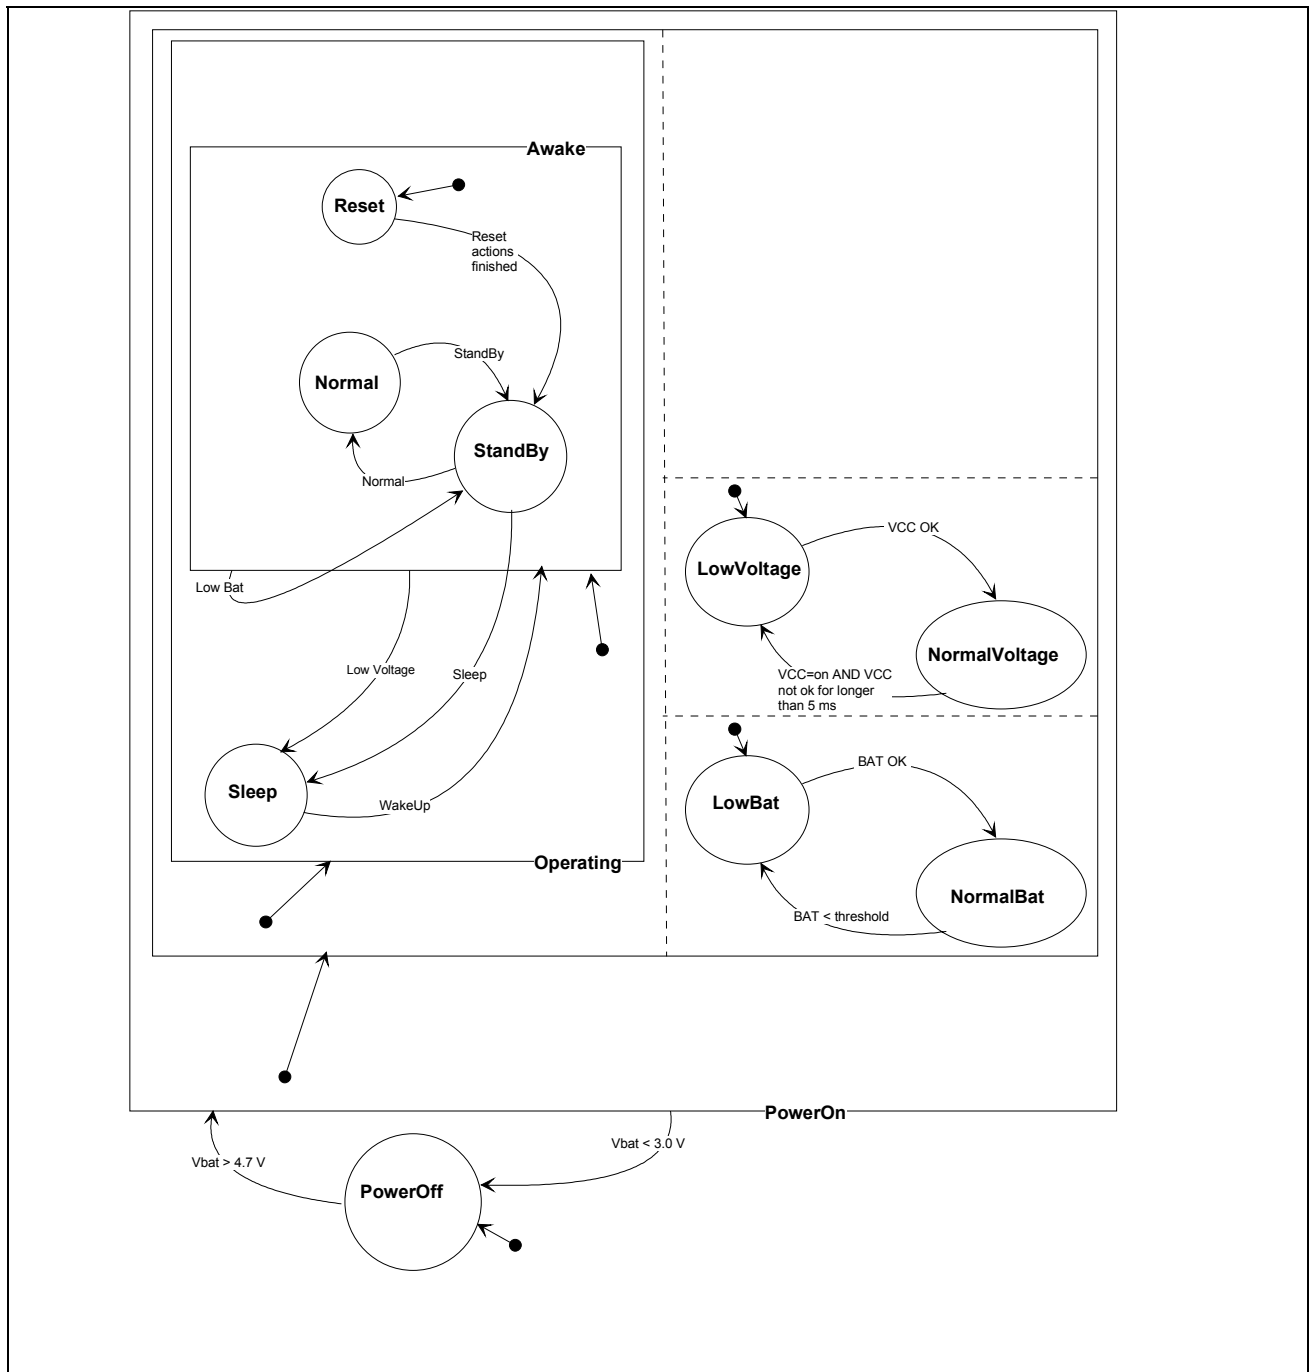 Awake
Reset
Reset
actions
finished
StandBy
Normal
StandBy
Normal
Low Bat
VCC OK
LowVoltage
NormalVoltage
VCC=on AND VCC
not ok for longer
than 5 ms
Low Voltage
Sleep
Sleep
WakeUp
BAT OK
LowBat
NormalBat
BAT < threshold
Operating
PowerOn
Vbat > 4.7 V
Vbat < 3.0 V
PowerOff